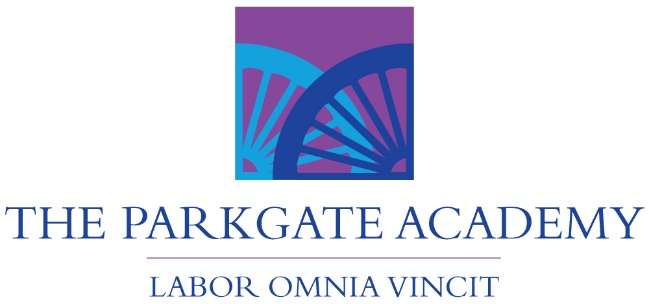 THE PARKGATE ACADEMY
LABOR OMNIA VINCIT